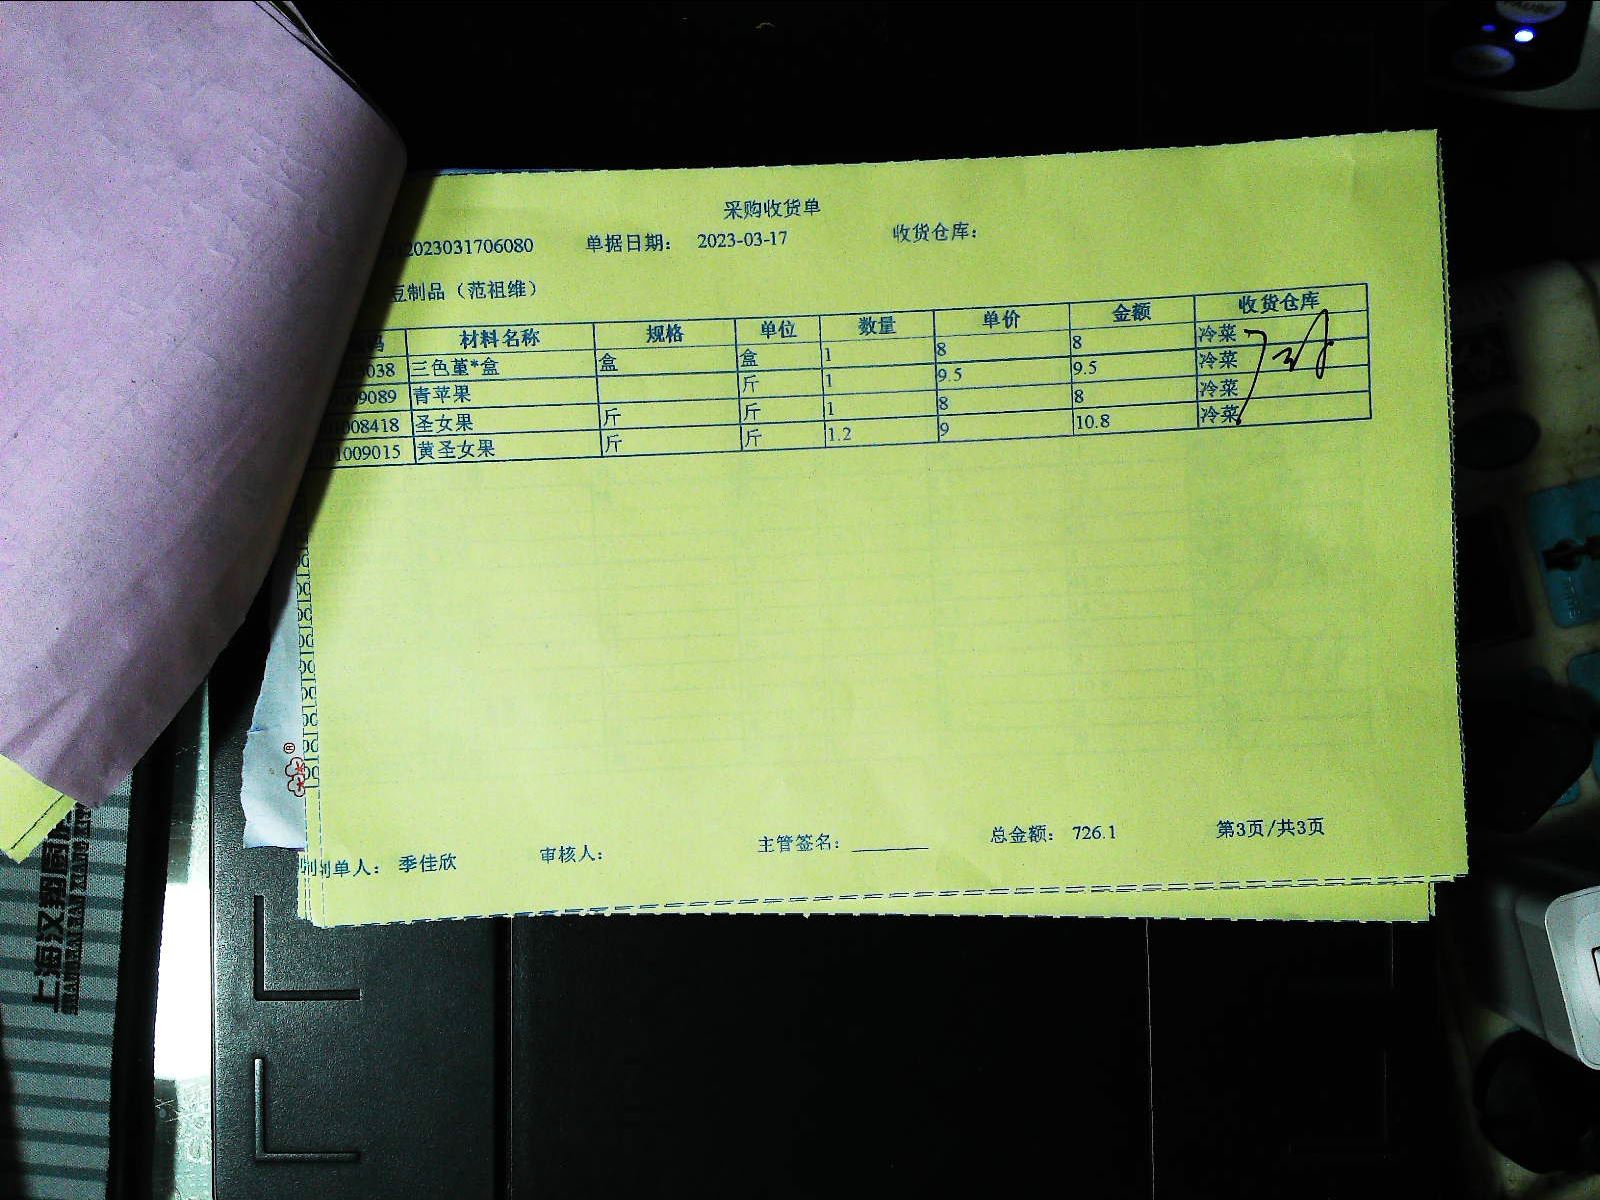 采购收货单
2023031706080 单据日期： 2023-03-17 收货仓库：
豆制品（范祖维）
码 材料名称 规格 单位 数量 单价 金额 收货仓库
038 三色堇*盒 盒 盒 1 8 8 冷菜
09089 青苹果 斤 1 9.5 9.5 冷菜
008418 圣女果 斤 斤 1 8 8 冷菜
01009015 黄圣女果 斤 斤 1.2 9 10.8 冷菜
制单人： 季佳欣 审核人： 主管签名： 总金额： 726.1 第3页/共3页